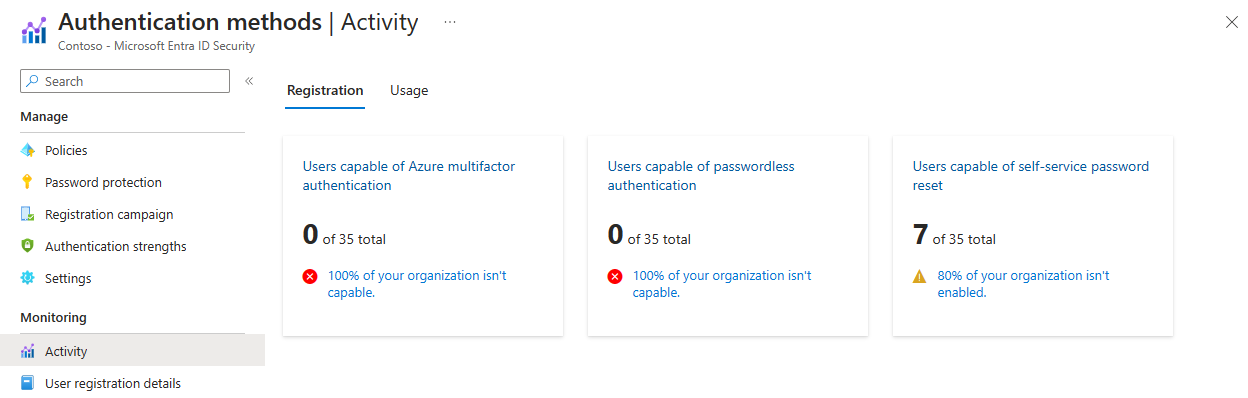 Authentication methods | Activity ...
Contoso - Microsoft Entra ID Security
Search
«
Manage
Policies
Password protection
Registration campaign
Authentication strengths
Settings
Monitoring
Activity
User registration details
Registration
Usage
Users capable of Azure multifactor
authentication
0 of 35 total
100% of your organization isn't
capable.
Users capable of passwordless
authentication
0 of 35 total
100% of your organization isn't
capable.
Users capable of self-service password
reset
7 of 35 total
80% of your organization isn't
enabled.